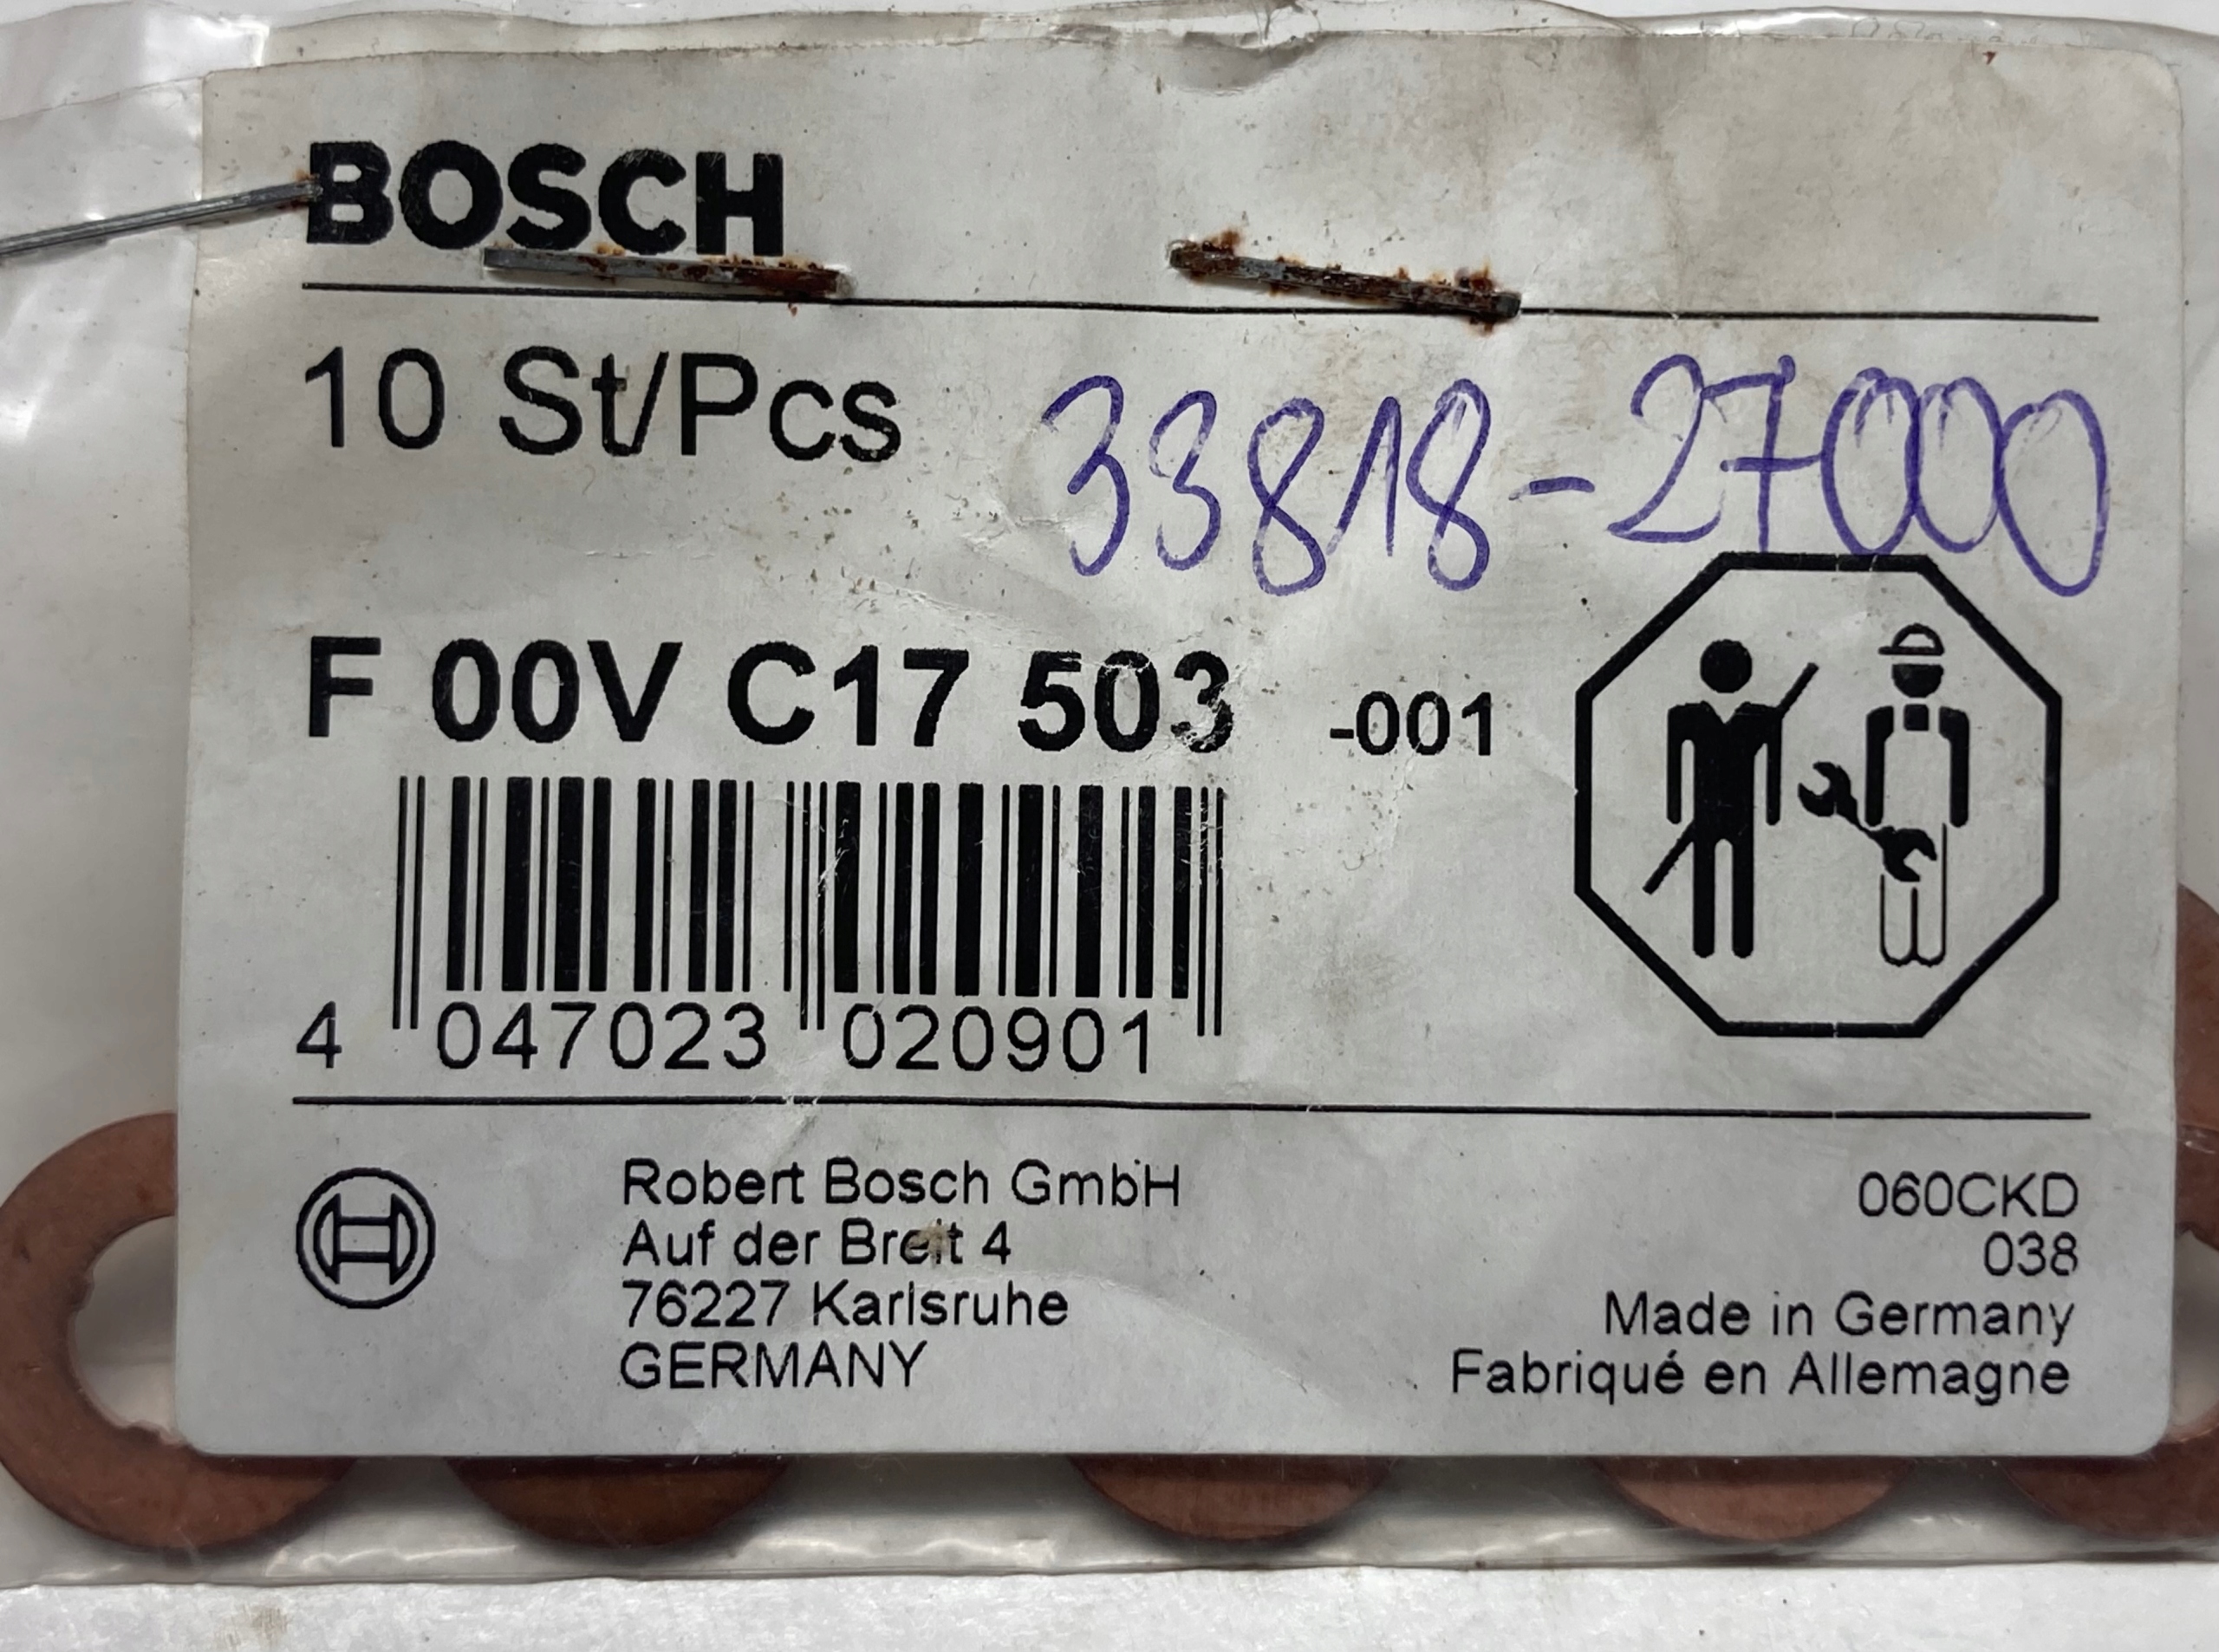 BOSCH
10 St/Pcs
33818-27000
F 00V C17 503 -001
4 047023 020901
Robert Bosch GmbH
Auf der Breit 4
76227 Karlsruhe
GERMANY
060CKD
038
Made in Germany
Fabriqué en Allemagne